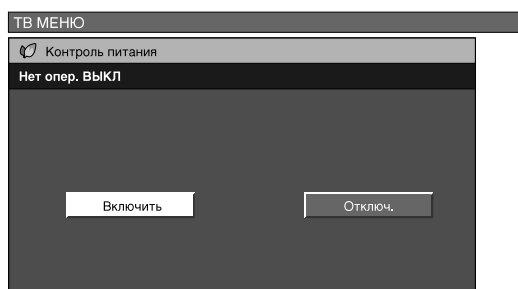 ТВ МЕНЮ
Контроль питания
Нет опер. ВЫКЛ
Включить
Отключ.